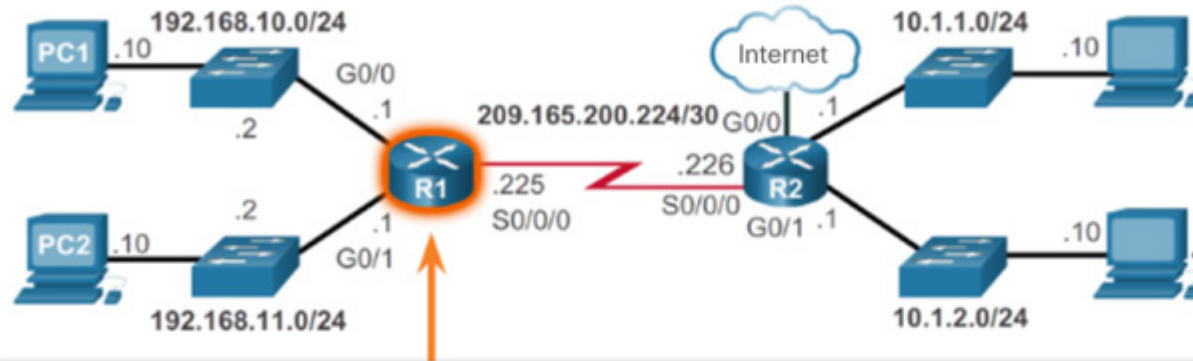 192.168.10.0/24
10.1.1.0/24
PC1
.10
Internet
.10
G0/0
.1
209.165.200.224/30
G0/0
.1
.2
R1
.225
S0/0/0
.226
S0/0/0
R2
PC2
.10
.2
.1
G0/1
G0/1
.1
.10
192.168.11.0/24
10.1.2.0/24